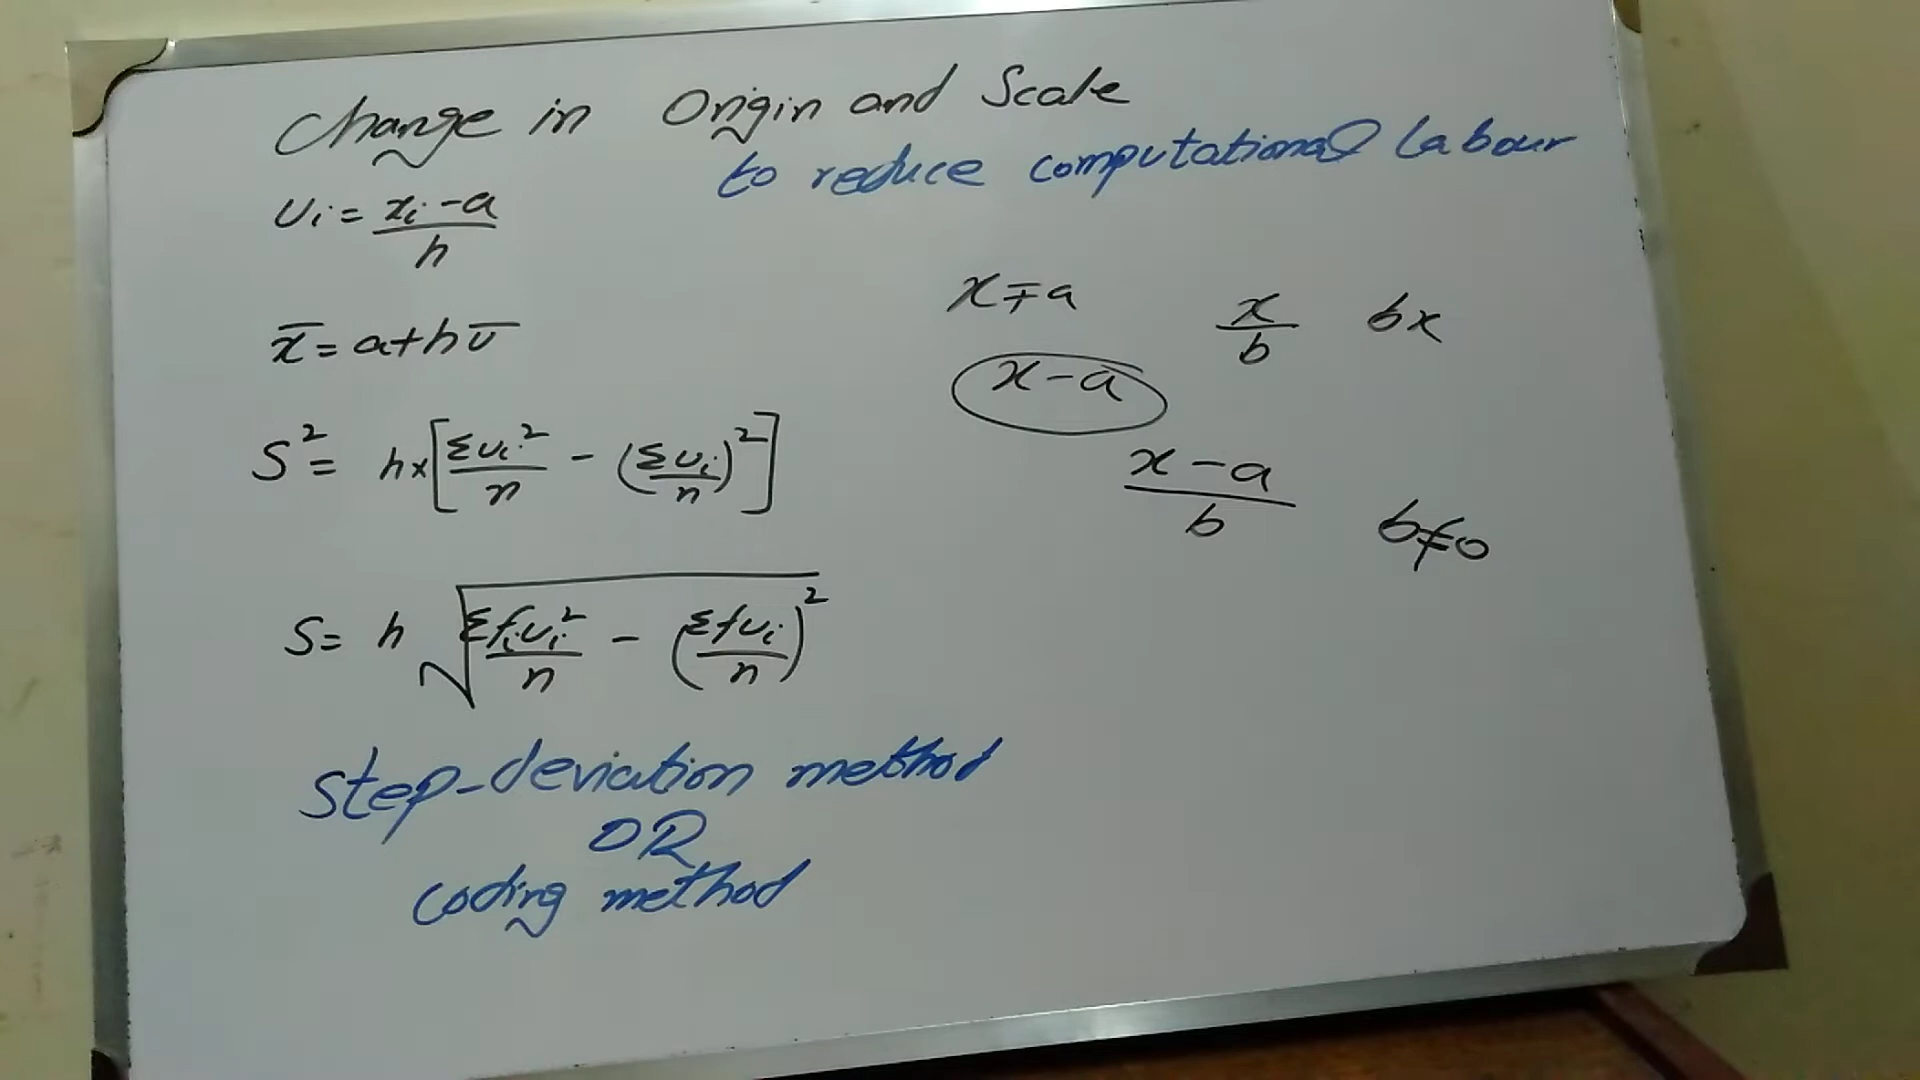 Change in Origin and Scale
to reduce computational labour
Ui = (xi - a) / h
x̄ = a + h ū
S² = h × [Σui² / n - (Σui / n)²]
S = h √(Σfiui² / n - (Σfui / n)²)
step-deviation method
OR
coding method
x ∓ a
x / b
bx
x - a
(x - a) / b
b ≠ 0